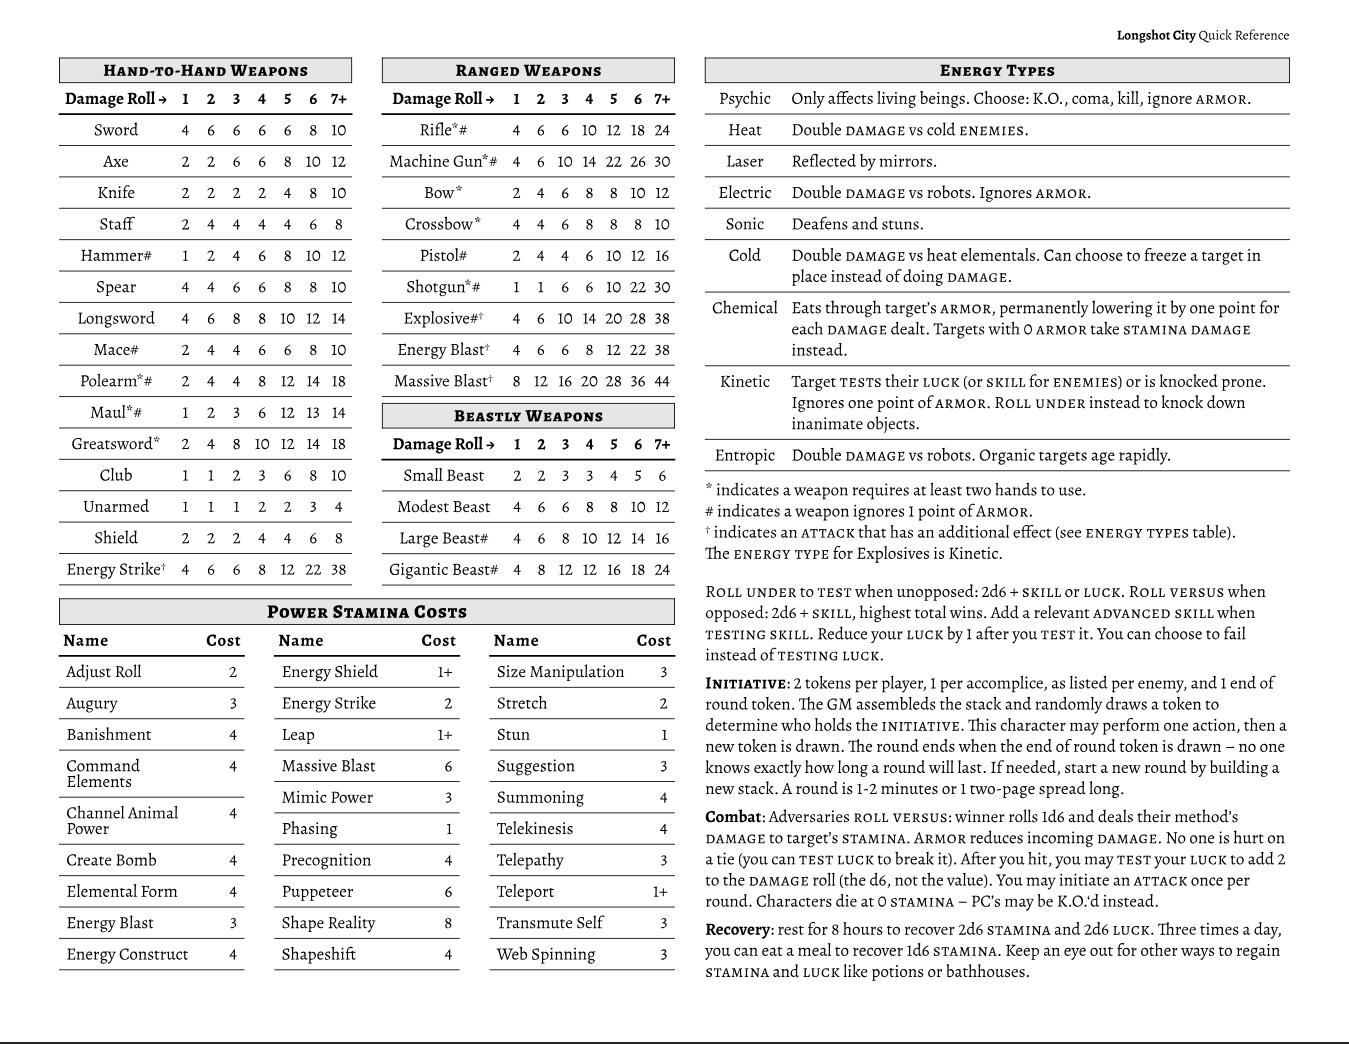 Longshot City Quick Reference
Hand-to-Hand Weapons
Damage Roll → 1 2 3 4 5 6 7+
Sword 4 6 6 6 6 8 10
Axe 2 2 6 6 8 10 12
Knife 2 2 2 2 4 8 10
Staff 2 4 4 4 4 6 8
Hammer# 1 2 4 6 8 10 12
Spear 4 4 6 6 8 8 10
Longsword 4 6 8 8 10 12 14
Mace# 2 4 4 6 6 8 10
Polearm*# 2 4 4 8 12 14 18
Maul*# 1 2 3 6 12 13 14
Greatsword* 2 4 8 10 12 14 18
Club 1 1 2 3 6 8 10
Unarmed 1 1 1 2 2 3 4
Shield 2 2 2 4 4 6 8
Energy Strike† 4 6 6 8 12 22 38
Ranged Weapons
Damage Roll → 1 2 3 4 5 6 7+
Rifle*# 4 6 6 10 12 18 24
Machine Gun*# 4 6 10 14 22 26 30
Bow* 2 4 6 8 8 10 12
Crossbow* 4 4 6 8 8 8 10
Pistol# 2 4 4 6 10 12 16
Shotgun*# 1 1 6 6 10 22 30
Explosive#† 4 6 10 14 20 28 38
Energy Blast† 4 6 6 8 12 22 38
Massive Blast† 8 12 16 20 28 36 44
Beastly Weapons
Damage Roll → 1 2 3 4 5 6 7+
Small Beast 2 2 3 3 4 5 6
Modest Beast 4 6 6 8 8 10 12
Large Beast# 4 6 8 10 12 14 16
Gigantic Beast# 4 8 12 12 16 18 24
Power Stamina Costs
Name Cost
Adjust Roll 2
Augury 3
Banishment 4
Command 4
Elements
Channel Animal 4
Power
Create Bomb 4
Elemental Form 4
Energy Blast 3
Energy Construct 4
Name Cost
Energy Shield 1+
Energy Strike 2
Leap 1+
Massive Blast 6
Mimic Power 3
Phasing 1
Precognition 4
Puppeteer 6
Shape Reality 8
Shapeshift 4
Name Cost
Size Manipulation 3
Stretch 2
Stun 1
Suggestion 3
Summoning 4
Telekinesis 4
Telepathy 3
Teleport 1+
Transmute Self 3
Web Spinning 3
Energy Types
Psychic Only affects living beings. Choose: K.O., coma, kill, ignore ARMOR.
Heat Double DAMAGE vs cold ENEMIES.
Laser Reflected by mirrors.
Electric Double DAMAGE vs robots. Ignores ARMOR.
Sonic Deafens and stuns.
Cold Double DAMAGE vs heat elementals. Can choose to freeze a target in
place instead of doing DAMAGE.
Chemical Eats through target's ARMOR, permanently lowering it by one point for
each DAMAGE dealt. Targets with 0 ARMOR take STAMINA DAMAGE
instead.
Kinetic Target TESTS their LUCK (or SKILL for ENEMIES) or is knocked prone.
Ignores one point of ARMOR. ROLL UNDER instead to knock down
inanimate objects.
Entropic Double DAMAGE vs robots. Organic targets age rapidly.
* indicates a weapon requires at least two hands to use.
# indicates a weapon ignores 1 point of ARMOR.
† indicates an ATTACK that has an additional effect (see ENERGY TYPES table).
The ENERGY TYPE for Explosives is Kinetic.
ROLL UNDER to TEST when unopposed: 2d6 + SKILL or LUCK. ROLL VERSUS when
opposed: 2d6 + SKILL, highest total wins. Add a relevant ADVANCED SKILL when
TESTING SKILL. Reduce your LUCK by 1 after you TEST it. You can choose to fail
instead of TESTING LUCK.
INITIATIVE: 2 tokens per player, 1 per accomplice, as listed per enemy, and 1 end of
round token. The GM assembleds the stack and randomly draws a token to
determine who holds the INITIATIVE. This character may perform one action, then a
new token is drawn. The round ends when the end of round token is drawn – no one
knows exactly how long a round will last. If needed, start a new round by building a
new stack. A round is 1-2 minutes or 1 two-page spread long.
Combat: Adversaries ROLL VERSUS: winner rolls 1d6 and deals their method's
DAMAGE to target's STAMINA. ARMOR reduces incoming DAMAGE. No one is hurt on
a tie (you can TEST LUCK to break it). After you hit, you may TEST your LUCK to add 2
to the DAMAGE roll (the d6, not the value). You may initiate an ATTACK once per
round. Characters die at 0 STAMINA – PC's may be K.O.'d instead.
Recovery: rest for 8 hours to recover 2d6 STAMINA and 2d6 LUCK. Three times a day,
you can eat a meal to recover 1d6 STAMINA. Keep an eye out for other ways to regain
STAMINA and LUCK like potions or bathhouses.